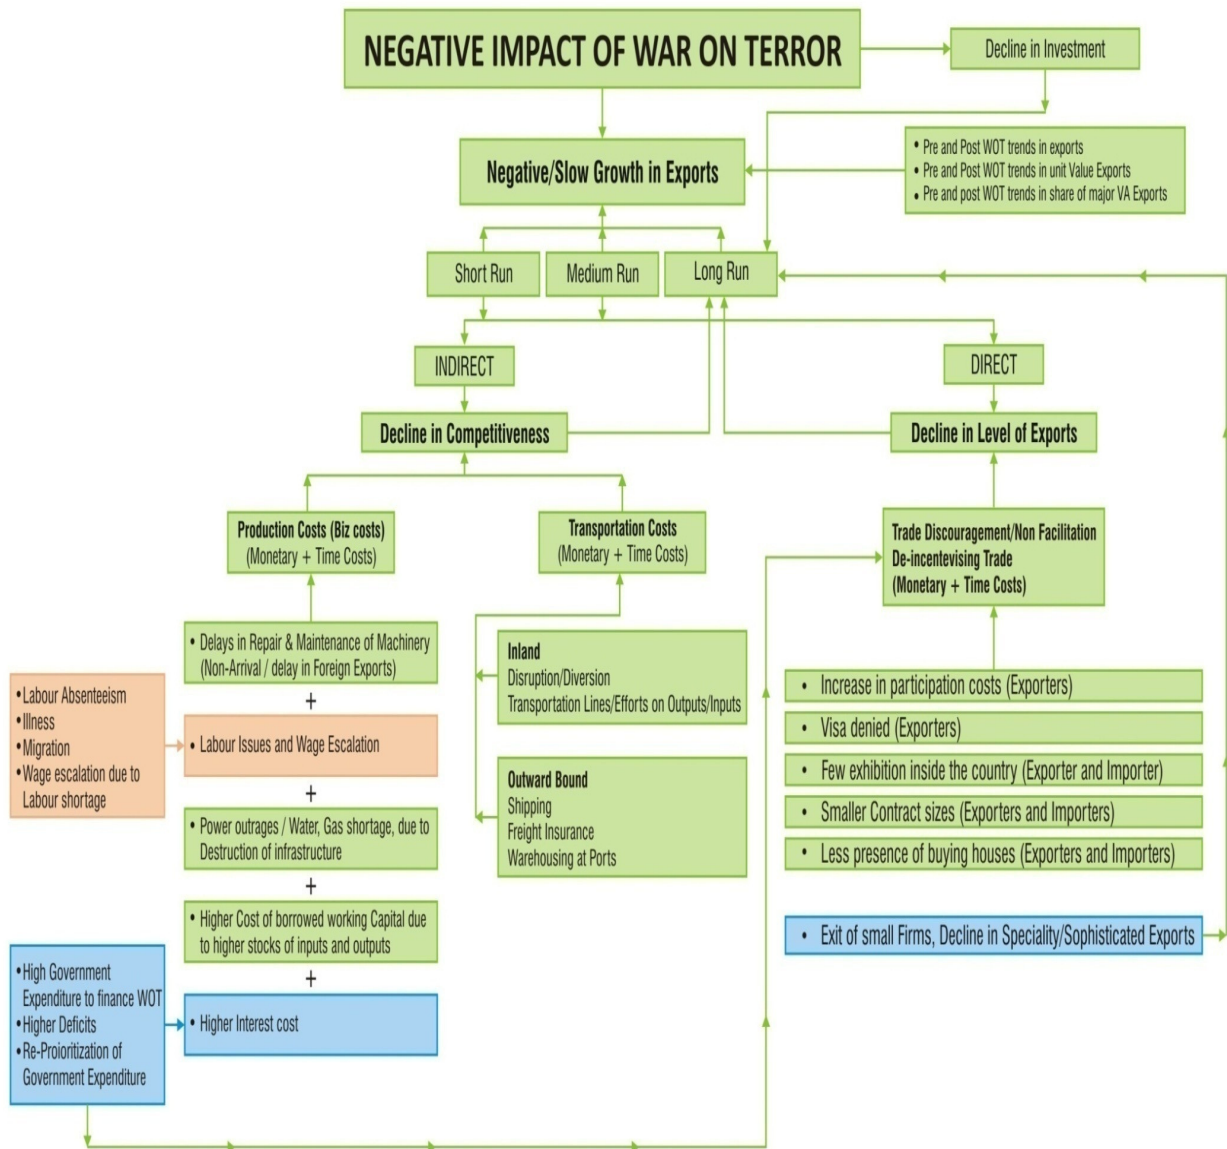 NEGATIVE IMPACT OF WAR ON TERROR
Decline in Investment
Negative/Slow Growth in Exports
• Pre and Post WOT trends in exports
• Pre and Post WOT trends in unit Value Exports
• Pre and post WOT trends in share of major VA Exports
Short Run
Medium Run
Long Run
INDIRECT
DIRECT
Decline in Competitiveness
Decline in Level of Exports
Production Costs (Biz costs)
(Monetary + Time Costs)
Transportation Costs
(Monetary + Time Costs)
Trade Discouragement/Non Facilitation
De-incentevising Trade
(Monetary + Time Costs)
• Delays in Repair & Maintenance of Machinery
(Non-Arrival / delay in Foreign Exports)
+
• Labour Absenteeism
• Illness
• Migration
• Wage escalation due to
Labour shortage
• Labour Issues and Wage Escalation
+
• Power outrages / Water, Gas shortage, due to
Destruction of infrastructure
+
• Higher Cost of borrowed working Capital due
to higher stocks of inputs and outputs
+
• High Government
Expenditure to finance WOT
• Higher Deficits
• Re-Proioritization of
Government Expenditure
• Higher Interest cost
Inland
Disruption/Diversion
Transportation Lines/Efforts on Outputs/Inputs
Outward Bound
Shipping
Freight Insurance
Warehousing at Ports
• Increase in participation costs (Exporters)
• Visa denied (Exporters)
• Few exhibition inside the country (Exporter and Importer)
• Smaller Contract sizes (Exporters and Importers)
• Less presence of buying houses (Exporters and Importers)
• Exit of small Firms, Decline in Speciality/Sophisticated Exports